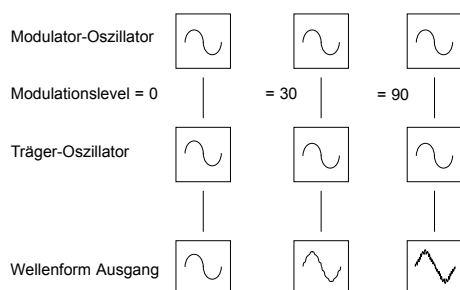 Modulator-Oszillator
Modulationslevel = 0 = 30 = 90
Träger-Oszillator
Wellenform Ausgang